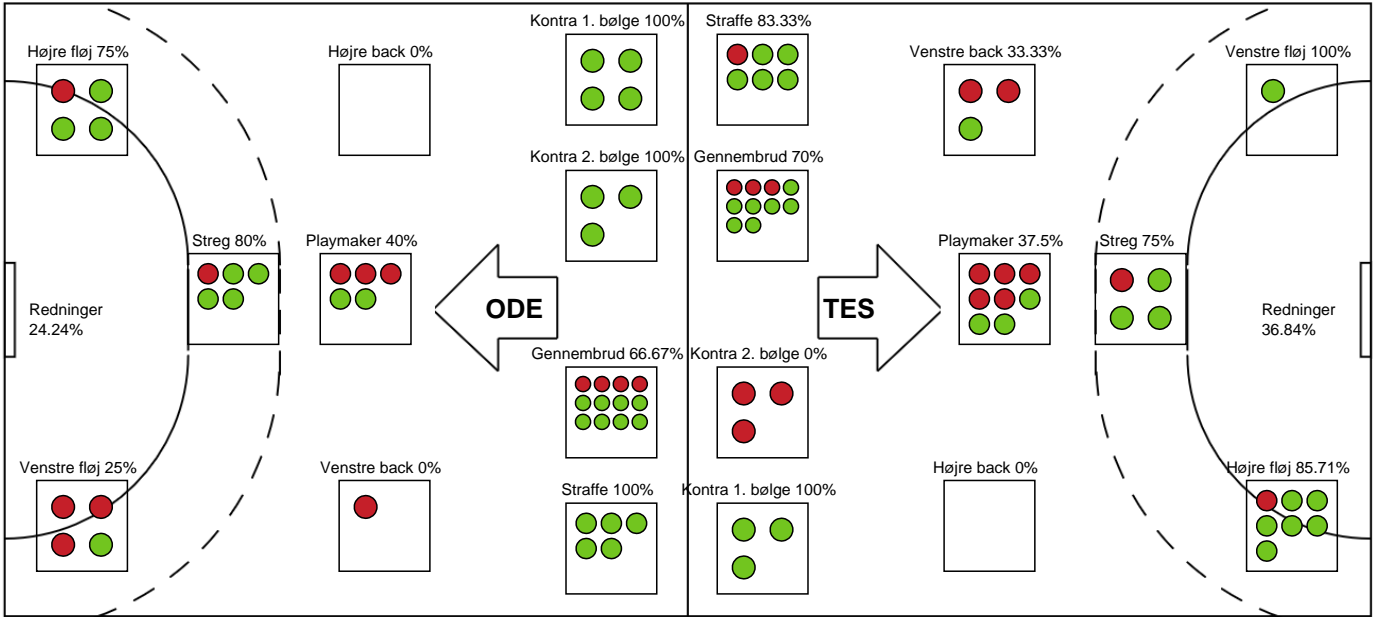 Kontra 1. bølge 100%
Straffe 83.33%
Højre fløj 75%
Højre back 0%
Venstre back 33.33%
Venstre fløj 100%
Kontra 2. bølge 100%
Gennembrud 70%
Streg 80%
Playmaker 40%
Playmaker 37.5%
Streg 75%
Redninger
24.24%
ODE
TES
Redninger
36.84%
Gennembrud 66.67%
Kontra 2. bølge 0%
Venstre fløj 25%
Venstre back 0%
Straffe 100%
Kontra 1. bølge 100%
Højre back 0%
Højre fløj 85.71%